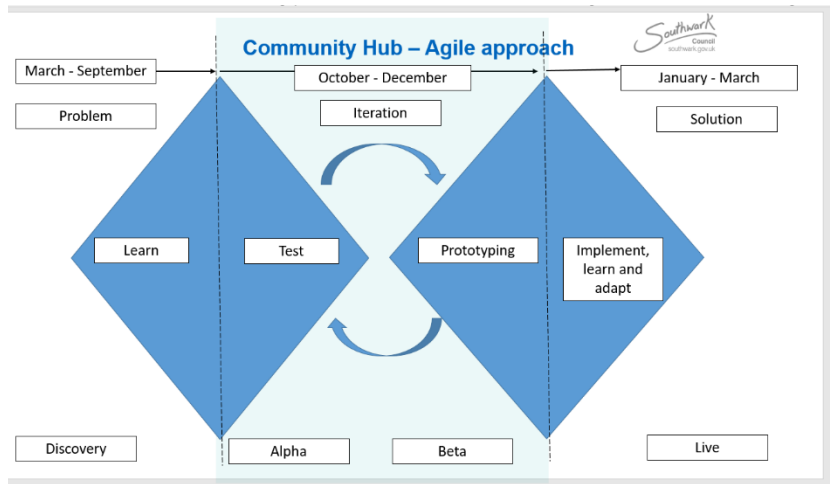 Community Hub – Agile approach
Southwark
Council
southwark.gov.uk
March - September
October - December
January - March
Problem
Iteration
Solution
Learn
Test
Prototyping
Implement,
learn and
adapt
Discovery
Alpha
Beta
Live